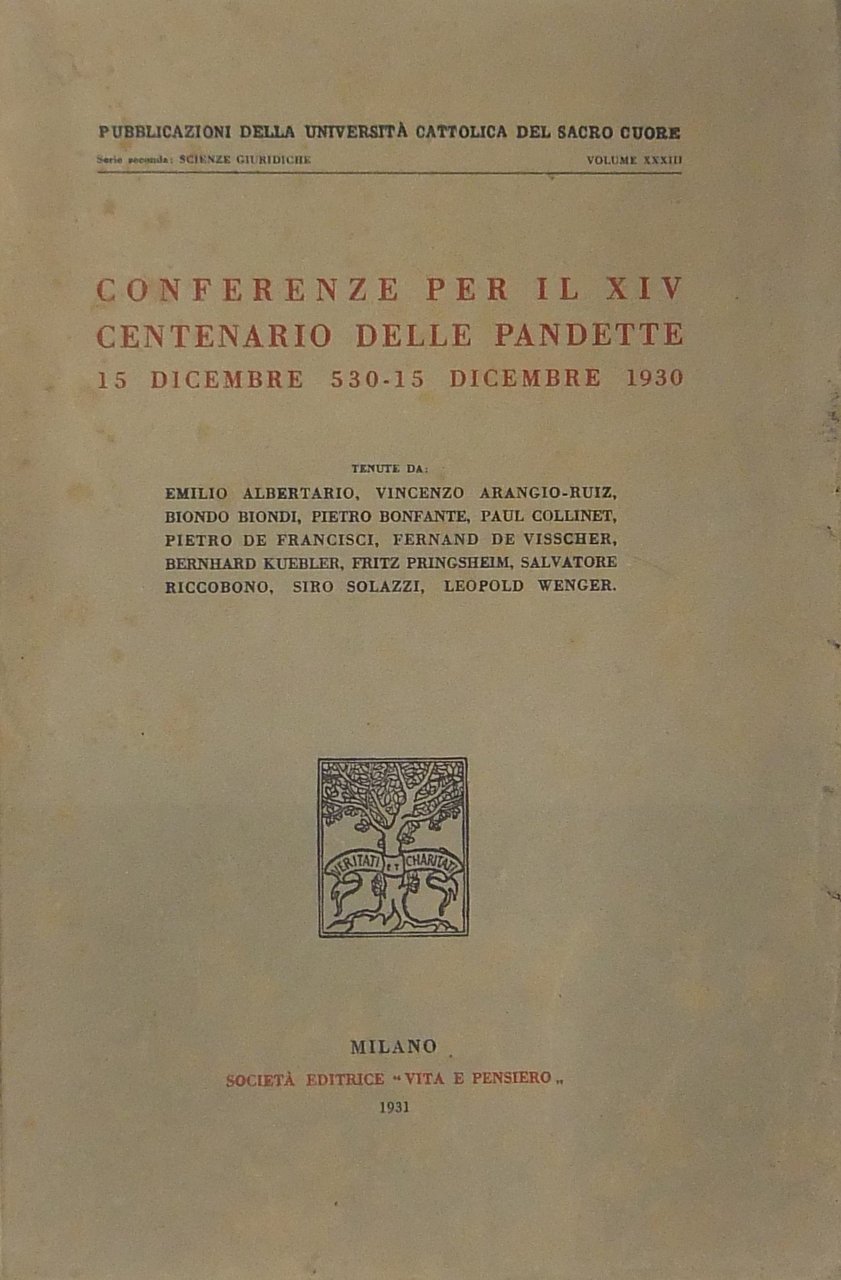 PUBBLICAZIONI DELLA UNIVERSITÀ CATTOLICA DEL SACRO CUORE
Serie seconda: SCIENZE GIURIDICHE VOLUME XXXIII
CONFERENZE PER IL XIV
CENTENARIO DELLE PANDETTE
15 DICEMBRE 530-15 DICEMBRE 1930
TENUTE DA:
EMILIO ALBERTARIO, VINCENZO ARANGIO-RUIZ,
BIONDO BIONDI, PIETRO BONFANTE, PAUL COLLINET,
PIETRO DE FRANCISCI, FERNAND DE VISSCHER,
BERNHARD KUEBLER, FRITZ PRINGSHEIM, SALVATORE
RICCOBONO, SIRO SOLAZZI, LEOPOLD WENGER.
VERITATI ET CHARITATI
MILANO
SOCIETÀ EDITRICE “VITA E PENSIERO„
1931